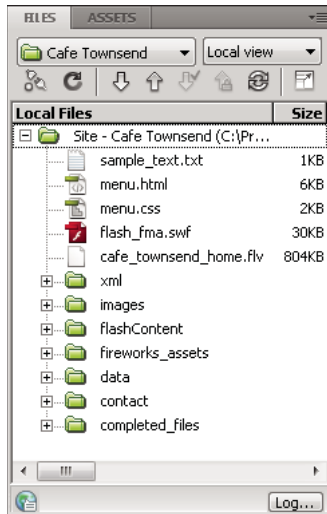 FILES ASSETS
Cafe Townsend Local view
Local Files Size
Site - Cafe Townsend (C:\Pr...
sample_text.txt 1KB
menu.html 6KB
menu.css 2KB
flash_fma.swf 30KB
cafe_townsend_home.flv 804KB
xml
images
flashContent
fireworks_assets
data
contact
completed_files
Log...